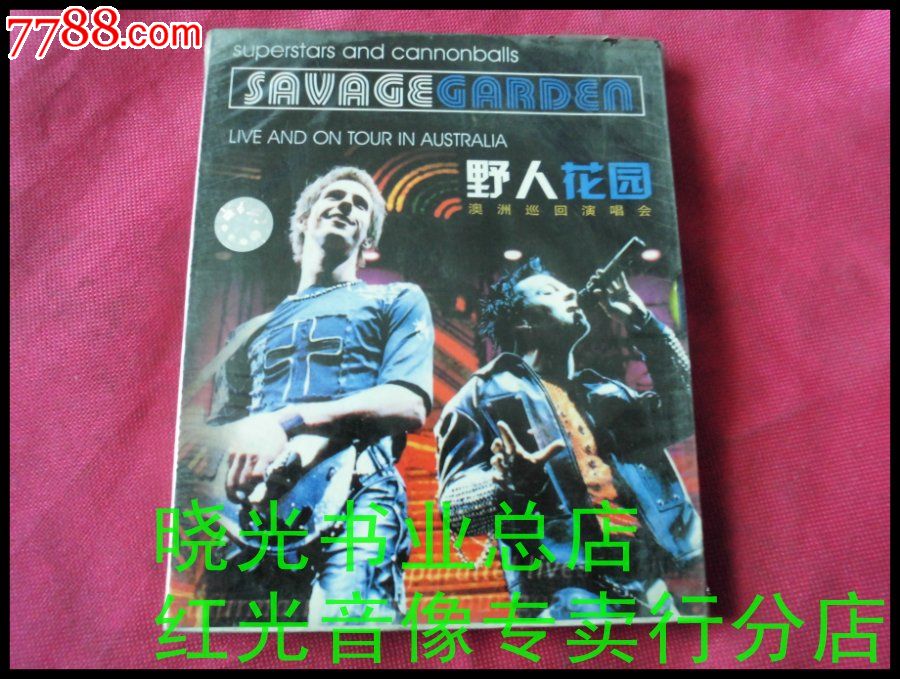 7788.com
superstars and cannonballs
SAVAGE GARDEN
LIVE AND ON TOUR IN AUSTRALIA
野人花园
澳洲巡回演唱会
晓光书业总店
红光音像专卖行分店